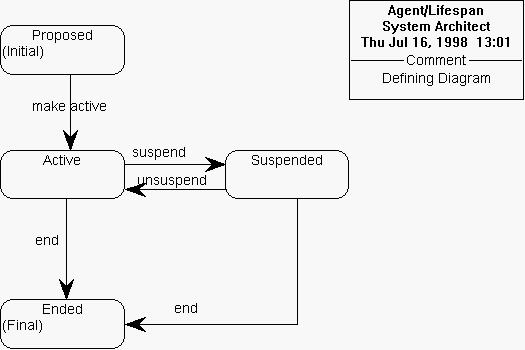 Agent/Lifespan
System Architect
Thu Jul 16, 1998 13:01
Comment
Defining Diagram
Proposed
(Initial)
make active
Active
suspend
Suspended
unsuspend
end
end
Ended
(Final)